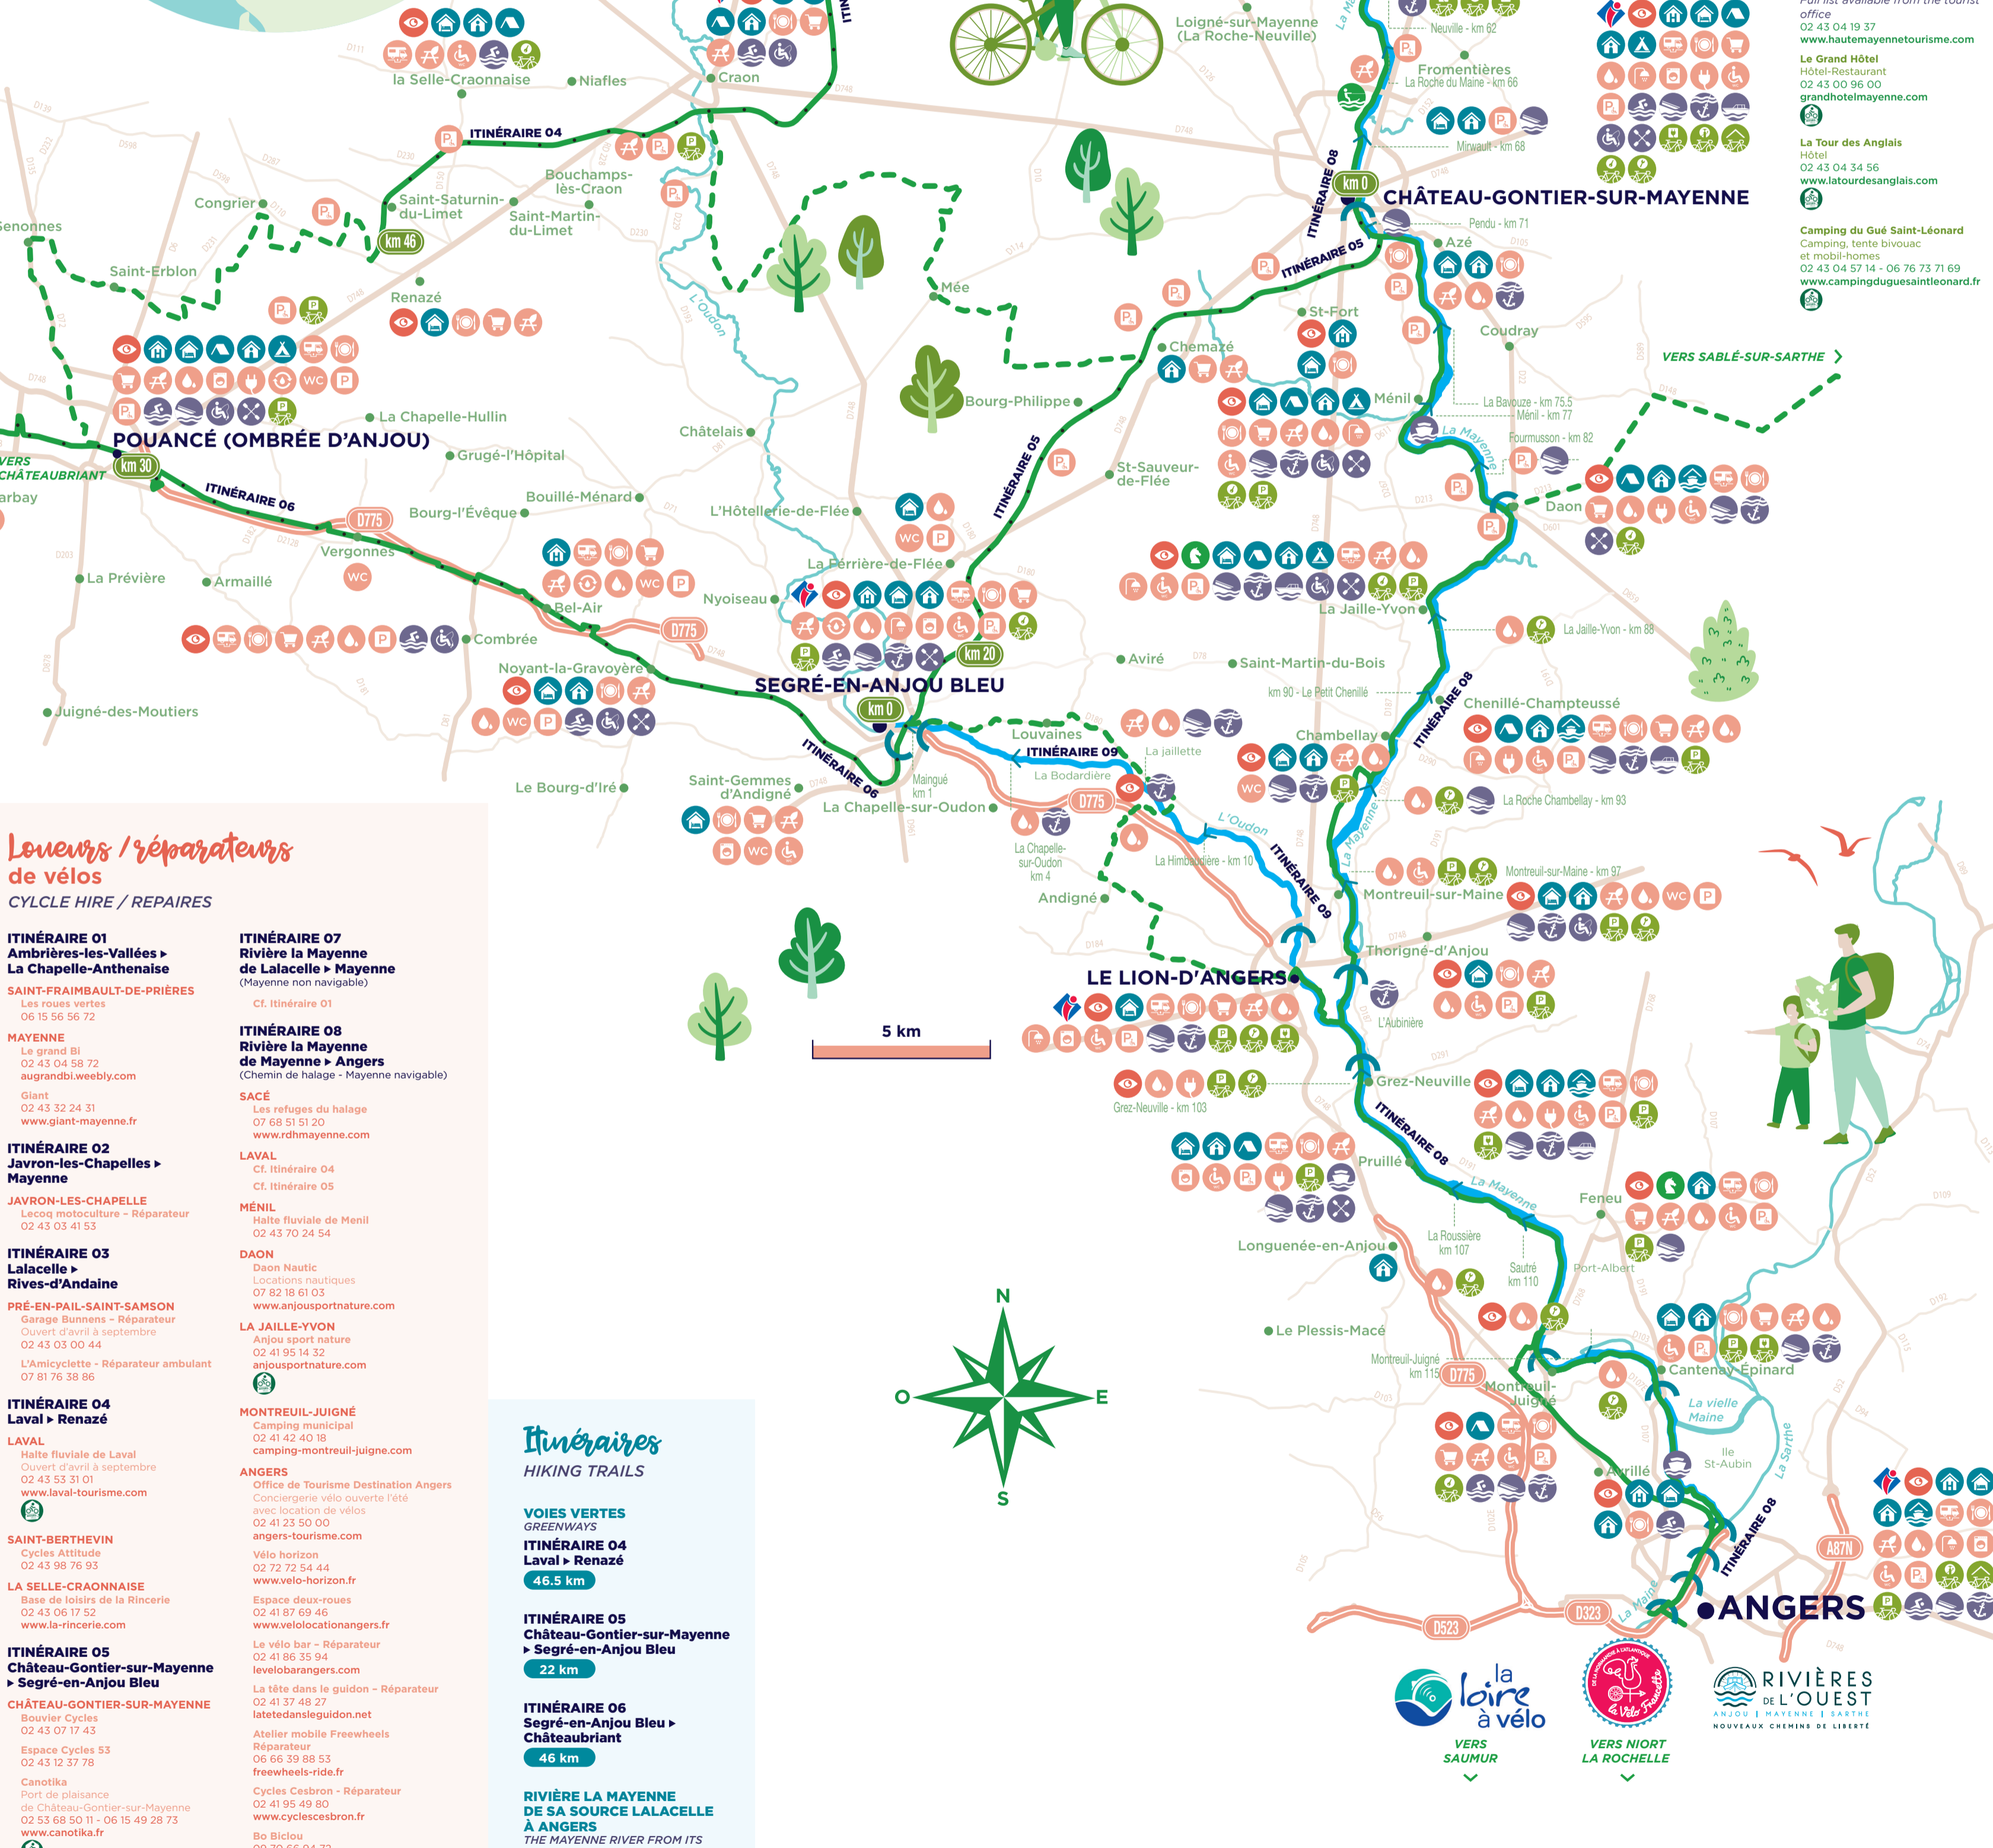 Loigné-sur-Mayenne
(La Roche-Neuville)
Neuville - km 62
Fromentières
La Roche du Maine - km 66
Mirwault - km 68
office
02 43 04 19 37
www.hautemayennetourisme.com
Le Grand Hôtel
Hôtel-Restaurant
02 43 00 96 00
grandhotelmayenne.com
La Tour des Anglais
Hôtel
02 43 04 34 56
www.latourdesanglais.com
Camping du Gué Saint-Léonard
Camping, tente bivouac
et mobil-homes
02 43 04 57 14 - 06 76 73 71 69
www.campingduguesaintleonard.fr
la Selle-Craonnaise
Niafles
Craon
ITINÉRAIRE 04
Bouchamps-
lès-Craon
Congrier
Saint-Saturnin-
du-Limet
Saint-Martin-
du-Limet
km 46
Senonnes
Saint-Erblon
Renazé
L'Oudon
Mée
ITINÉRAIRE 08
km 0
CHÂTEAU-GONTIER-SUR-MAYENNE
Pendu - km 71
Azé
ITINÉRAIRE 05
St-Fort
Coudray
Chemazé
VERS SABLÉ-SUR-SARTHE
Bourg-Philippe
Ménil
La Bavouze - km 75.5
Ménil - km 77
La Mayenne
Fourmusson - km 82
La Chapelle-Hullin
POUANCÉ (OMBRÉE D'ANJOU)
km 30
VERS
CHÂTEAUBRIANT
arbay
Grugé-l'Hôpital
Châtelais
ITINÉRAIRE 05
St-Sauveur-
de-Flée
Daon
ITINÉRAIRE 06
Bouillé-Ménard
Bourg-l'Évêque
L'Hôtellerie-de-Flée
D775
Vergonnes
WC
La Prévière
Armaillé
La Ferrière-de-Flée
Nyoiseau
Bel-Air
D775
Combrée
Noyant-la-Gravoyère
km 20
SEGRÉ-EN-ANJOU BLEU
km 0
Aviré
Saint-Martin-du-Bois
La Jaille-Yvon
La Jaille-Yvon - km 88
km 90 - Le Petit Chenillé
ITINÉRAIRE 08
Chenillé-Champteussé
Chambellay
La Roche Chambellay - km 93
Juigné-des-Moutiers
Le Bourg-d'Iré
Saint-Gemmes
d'Andigné
ITINÉRAIRE 06
La Chapelle-sur-Oudon
Maingué
km 1
Louvaines
ITINÉRAIRE 09
La Bodardière
La jaillette
D775
La Chapelle-
sur-Oudon
km 4
L'Oudon
La Himbaudière - km 10
La Mayenne
ITINÉRAIRE 09
Andigné
Montreuil-sur-Maine - km 97
Montreuil-sur-Maine
Thorigné-d'Anjou
LE LION-D'ANGERS
L'Aubinière
5 km
Grez-Neuville
Grez-Neuville - km 103
ITINÉRAIRE 08
Pruillé
La Mayenne
Feneu
La Roussière
km 107
Sautré
km 110
Port-Albert
Longuenée-en-Anjou
Le Plessis-Macé
Montreuil-Juigné
km 115
D775
Montreuil-
Juigné
Cantenay-Épinard
La vieille
Maine
Ile
St-Aubin
La Sarthe
Avrillé
ITINÉRAIRE 08
A87N
La Maine
ANGERS
D523
D323
N
O
E
S
la
loire
à vélo
VERS
SAUMUR
la Vélo Francette
VERS NIORT
LA ROCHELLE
RIVIÈRES
DE L'OUEST
ANJOU | MAYENNE | SARTHE
NOUVEAUX CHEMINS DE LIBERTÉ
Loueurs / réparateurs
de vélos
CYLCLE HIRE / REPAIRES
ITINÉRAIRE 01
Ambrières-les-Vallées ▸
La Chapelle-Anthenaise
SAINT-FRAIMBAULT-DE-PRIÈRES
Les roues vertes
06 15 56 56 72
MAYENNE
Le grand Bi
02 43 04 58 72
augrandbi.weebly.com
Giant
02 43 32 24 31
www.giant-mayenne.fr
ITINÉRAIRE 02
Javron-les-Chapelles ▸
Mayenne
JAVRON-LES-CHAPELLE
Lecoq motoculture – Réparateur
02 43 03 41 53
ITINÉRAIRE 03
Lalacelle ▸
Rives-d'Andaine
PRÉ-EN-PAIL-SAINT-SAMSON
Garage Bunnens – Réparateur
Ouvert d'avril à septembre
02 43 03 00 44
L'Amicyclette - Réparateur ambulant
07 81 76 38 86
ITINÉRAIRE 04
Laval ▸ Renazé
LAVAL
Halte fluviale de Laval
Ouvert d'avril à septembre
02 43 53 31 01
www.laval-tourisme.com
SAINT-BERTHEVIN
Cycles Attitude
02 43 98 76 93
LA SELLE-CRAONNAISE
Base de loisirs de la Rincerie
02 43 06 17 52
www.la-rincerie.com
ITINÉRAIRE 05
Château-Gontier-sur-Mayenne
▸ Segré-en-Anjou Bleu
CHÂTEAU-GONTIER-SUR-MAYENNE
Bouvier Cycles
02 43 07 17 43
Espace Cycles 53
02 43 12 37 78
Canotika
Port de plaisance
de Château-Gontier-sur-Mayenne
02 53 68 50 11 - 06 15 49 28 73
www.canotika.fr
ITINÉRAIRE 07
Rivière la Mayenne
de Lalacelle ▸ Mayenne
(Mayenne non navigable)
Cf. Itinéraire 01
ITINÉRAIRE 08
Rivière la Mayenne
de Mayenne ▸ Angers
(Chemin de halage - Mayenne navigable)
SACÉ
Les refuges du halage
07 68 51 51 20
www.rdhmayenne.com
LAVAL
Cf. Itinéraire 04
Cf. Itinéraire 05
MÉNIL
Halte fluviale de Menil
02 43 70 24 54
DAON
Daon Nautic
Locations nautiques
07 82 18 61 03
www.anjousportnature.com
LA JAILLE-YVON
Anjou sport nature
02 41 95 14 32
anjousportnature.com
MONTREUIL-JUIGNÉ
Camping municipal
02 41 42 40 18
camping-montreuil-juigne.com
ANGERS
Office de Tourisme Destination Angers
Conciergerie vélo ouverte l'été
avec location de vélos
02 41 23 50 00
angers-tourisme.com
Vélo horizon
02 72 72 54 44
www.velo-horizon.fr
Espace deux-roues
02 41 87 69 46
www.velolocationangers.fr
Le vélo bar – Réparateur
02 41 86 35 94
levelobarangers.com
La tête dans le guidon – Réparateur
02 41 37 48 27
latetedansleguidon.net
Atelier mobile Freewheels
Réparateur
06 66 39 88 53
freewheels-ride.fr
Cycles Cesbron - Réparateur
02 41 95 49 80
www.cyclescesbron.fr
Bo Biclou
Itinéraires
HIKING TRAILS
VOIES VERTES
GREENWAYS
ITINÉRAIRE 04
Laval ▸ Renazé
46.5 km
ITINÉRAIRE 05
Château-Gontier-sur-Mayenne
▸ Segré-en-Anjou Bleu
22 km
ITINÉRAIRE 06
Segré-en-Anjou Bleu ▸
Châteaubriant
46 km
RIVIÈRE LA MAYENNE
DE SA SOURCE LALACELLE
À ANGERS
THE MAYENNE RIVER FROM ITS